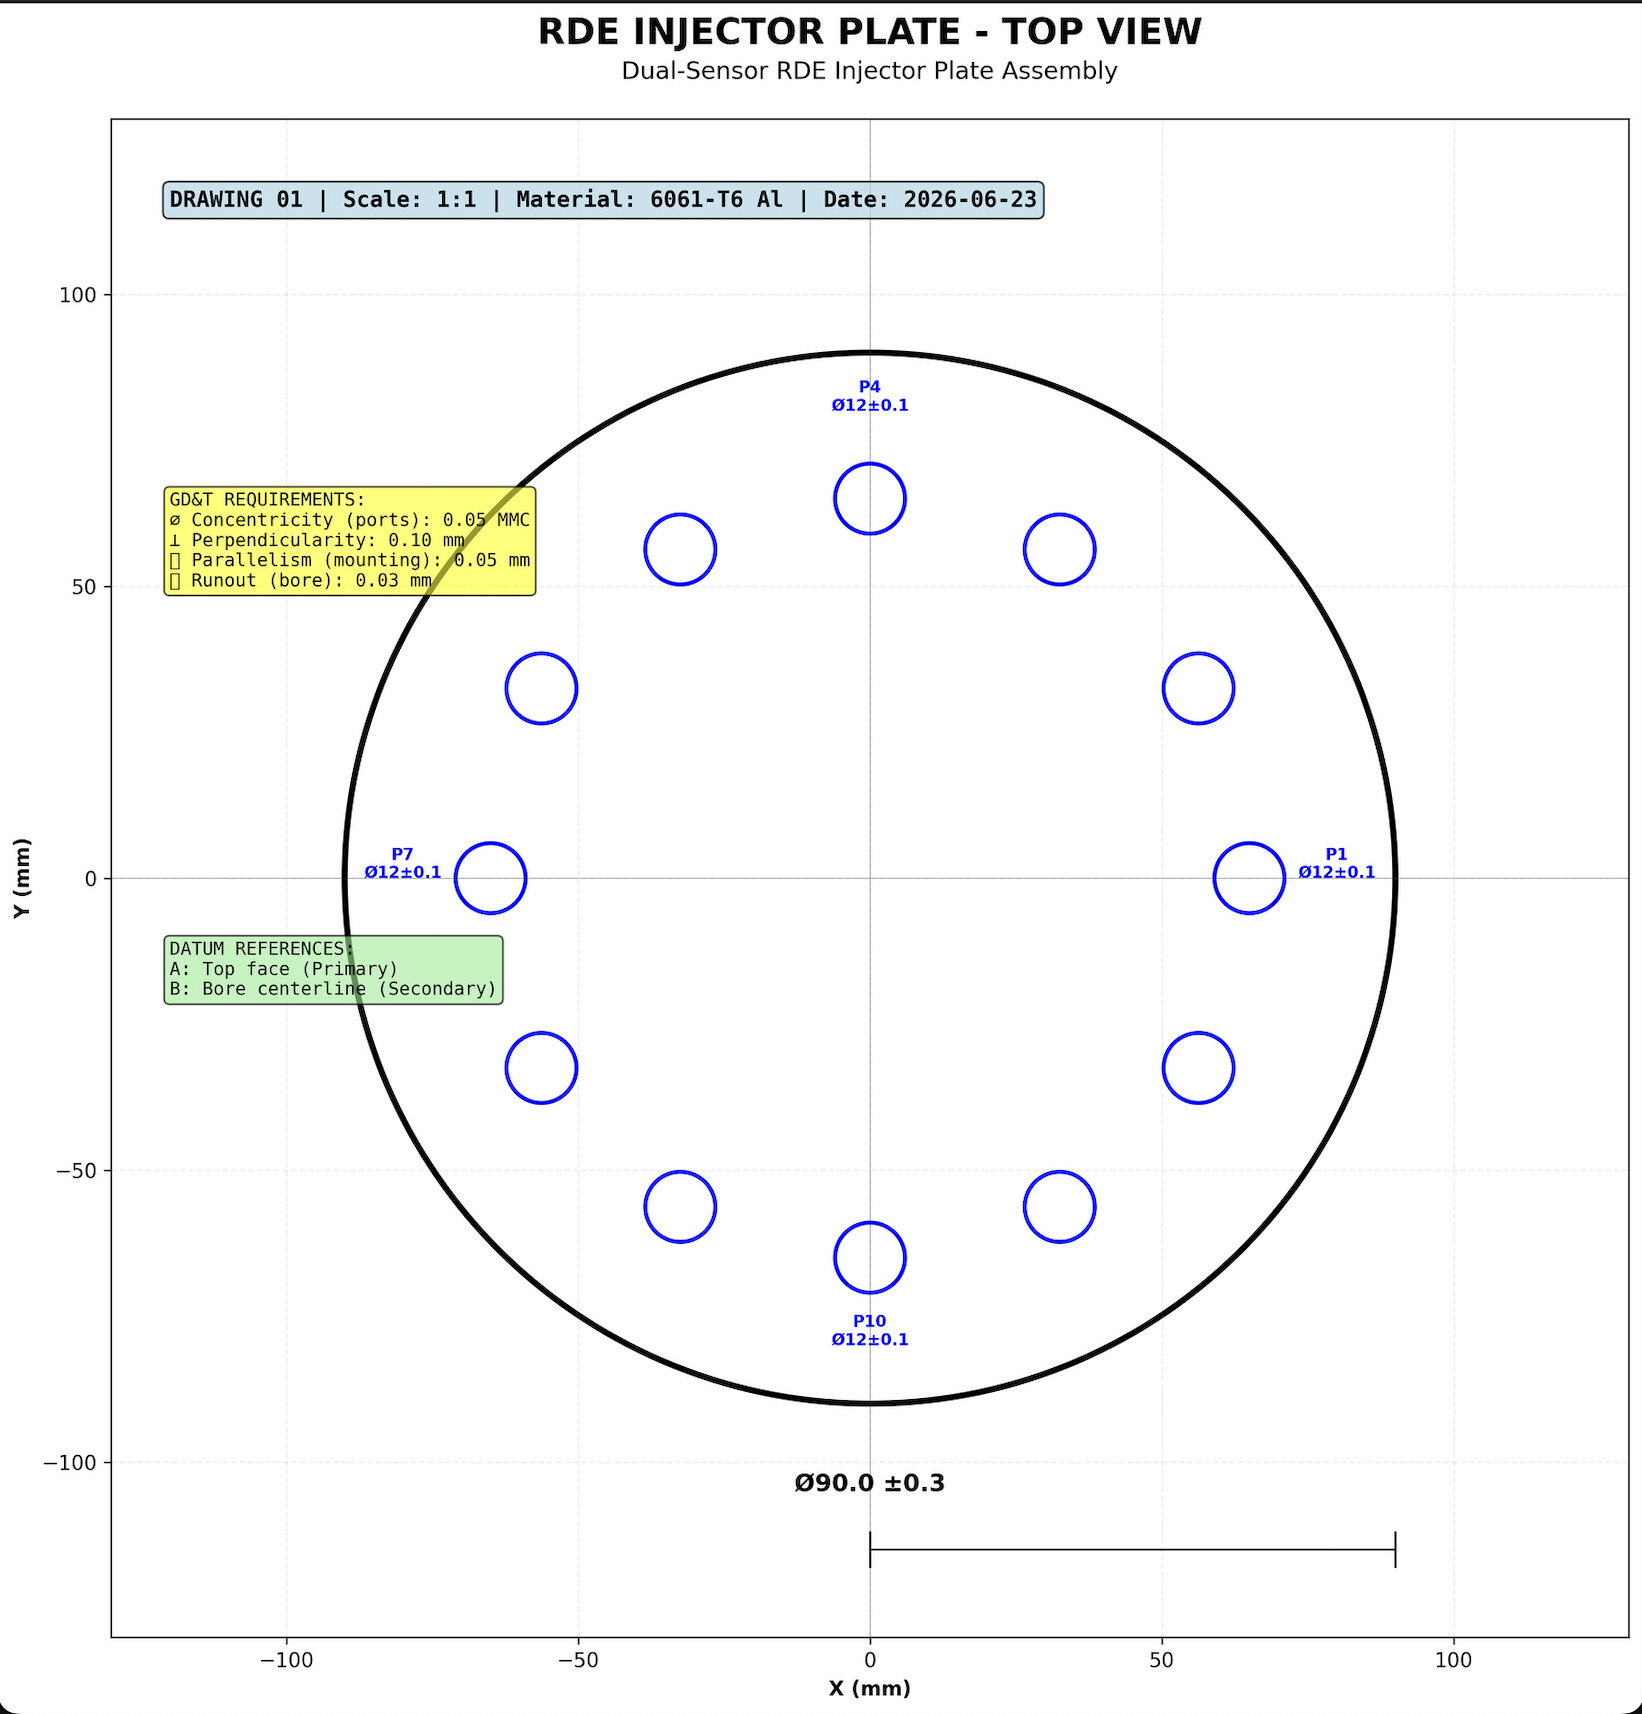 RDE INJECTOR PLATE - TOP VIEW
Dual-Sensor RDE Injector Plate Assembly
DRAWING 01 | Scale: 1:1 | Material: 6061-T6 Al | Date: 2026-06-23
100
P4
Ø12±0.1
GD&T REQUIREMENTS:
⌀ Concentricity (ports): 0.05 MMC
⊥ Perpendicularity: 0.10 mm
▯ Parallelism (mounting): 0.05 mm
▯ Runout (bore): 0.03 mm
50
P7
Ø12±0.1
P1
Ø12±0.1
Y (mm)
0
DATUM REFERENCES:
A: Top face (Primary)
B: Bore centerline (Secondary)
−50
P10
Ø12±0.1
−100
Ø90.0 ±0.3
−100
−50
0
50
100
X (mm)